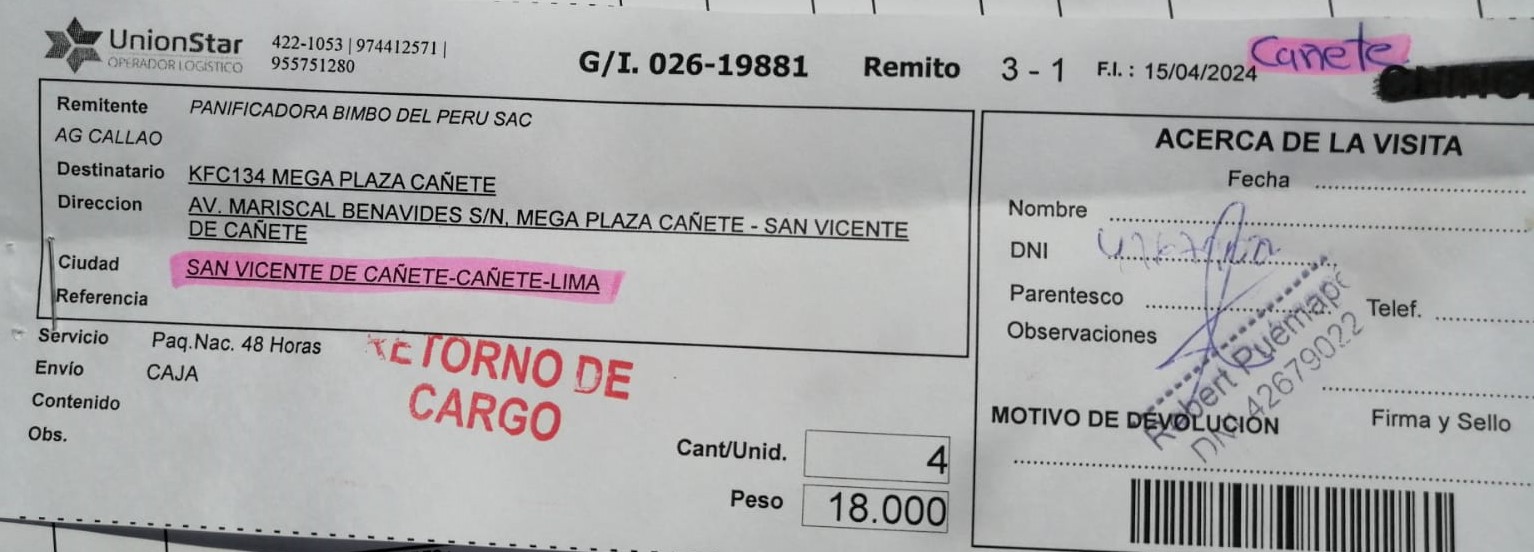 UnionStar
OPERADOR LOGÍSTICO
422-1053 | 974412571 |
955751280
G/I. 026-19881 Remito 3 - 1 F.I. : 15/04/2024
Cañete
Remitente PANIFICADORA BIMBO DEL PERU SAC
AG CALLAO
Destinatario KFC134 MEGA PLAZA CAÑETE
Direccion AV. MARISCAL BENAVIDES S/N, MEGA PLAZA CAÑETE - SAN VICENTE
DE CAÑETE
Ciudad SAN VICENTE DE CAÑETE-CAÑETE-LIMA
Referencia
Servicio Paq.Nac. 48 Horas
Envío CAJA
Contenido
Obs.
RETORNO DE
CARGO
Cant/Unid. 4
Peso 18.000
ACERCA DE LA VISITA
Fecha
Nombre
DNI
Parentesco
Telef.
Observaciones
Robert
DNI 42679022
MOTIVO DE DEVOLUCIÓN
Firma y Sello